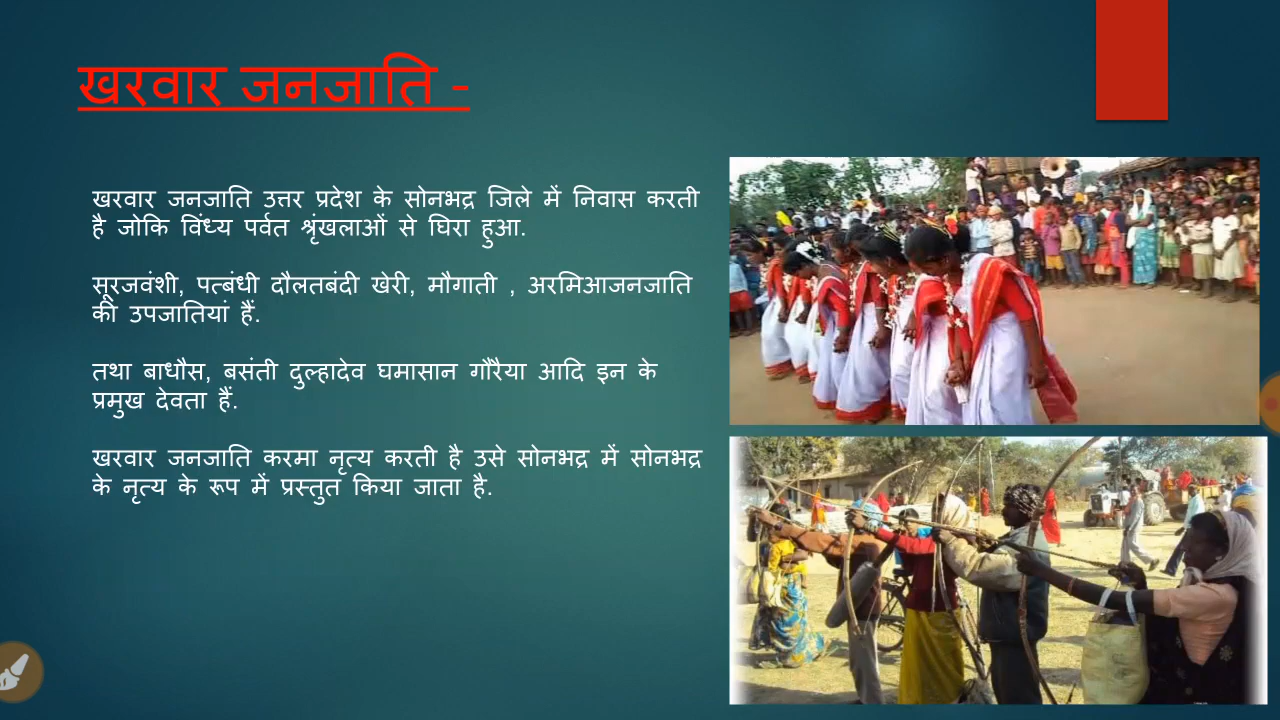 खरवार जनजाति -
खरवार जनजाति उत्तर प्रदेश के सोनभद्र जिले में निवास करती
है जोकि विंध्य पर्वत श्रृंखलाओं से घिरा हुआ.
सूरजवंशी, पत्बंधी दौलतबंदी खेरी, मौगाती , अरमिआजनजाति
की उपजातियां हैं.
तथा बाधौस, बसंती दुल्हादेव घमासान गौंरैया आदि इन के
प्रमुख देवता हैं.
खरवार जनजाति करमा नृत्य करती है उसे सोनभद्र में सोनभद्र
के नृत्य के रूप में प्रस्तुत किया जाता है.